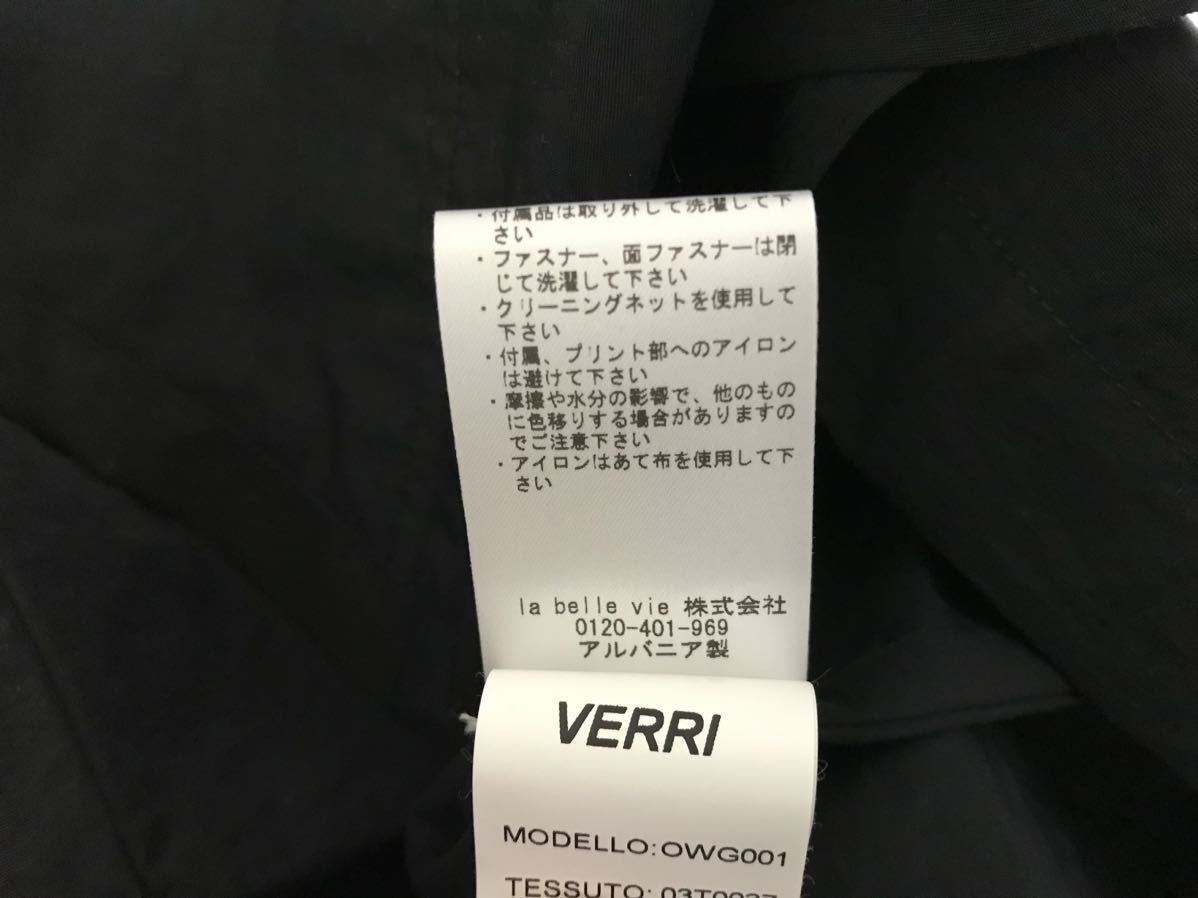 ・付属品は取り外して洗濯して下
さい
・ファスナー、面ファスナーは閉
じて洗濯して下さい
・クリーニングネットを使用して
下さい
・付属、プリント部へのアイロン
は避けて下さい
・摩擦や水分の影響で、他のもの
に色移りする場合がありますの
でご注意下さい
・アイロンはあて布を使用して下
さい
la belle vie 株式会社
0120-401-969
アルバニア製
VERRI
MODELLO:OWG001
TESSUTO: